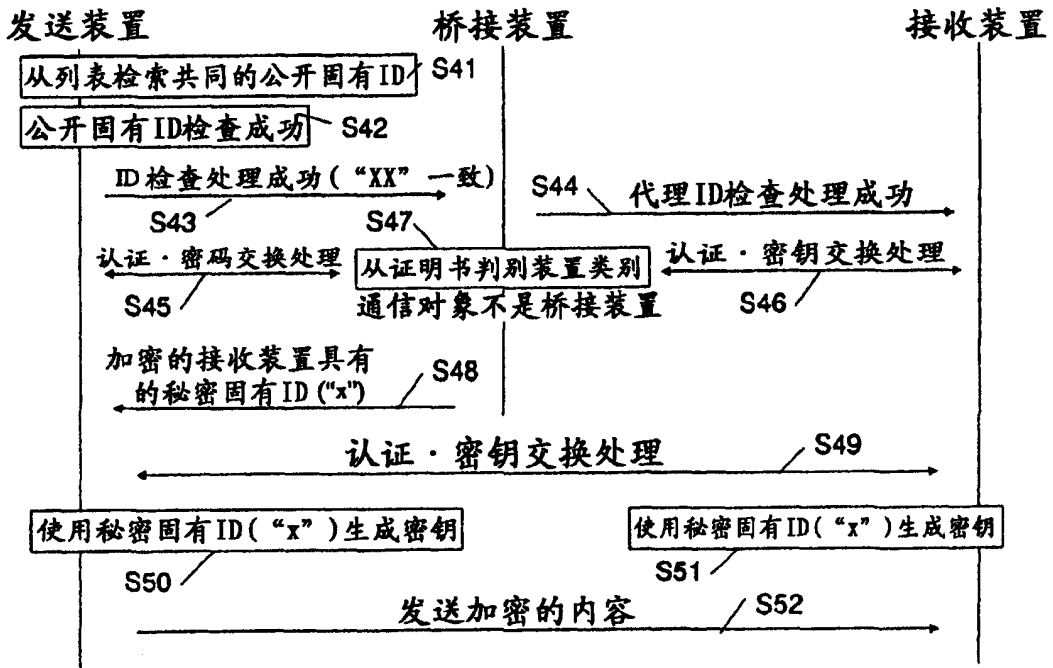 发送装置
桥接装置
接收装置
从列表检索共同的公开固有ID
S41
公开固有ID检查成功
S42
ID检查处理成功(“XX”一致)
S43
S44
代理ID检查处理成功
S47
认证·密码交换处理
S45
从证明书判别装置类别
通信对象不是桥接装置
认证·密钥交换处理
S46
加密的接收装置具有
的秘密固有ID("x")
S48
认证·密钥交换处理
S49
使用秘密固有ID(“x”)生成密钥
S50
使用秘密固有ID(“x”)生成密钥
S51
发送加密的内容
S52